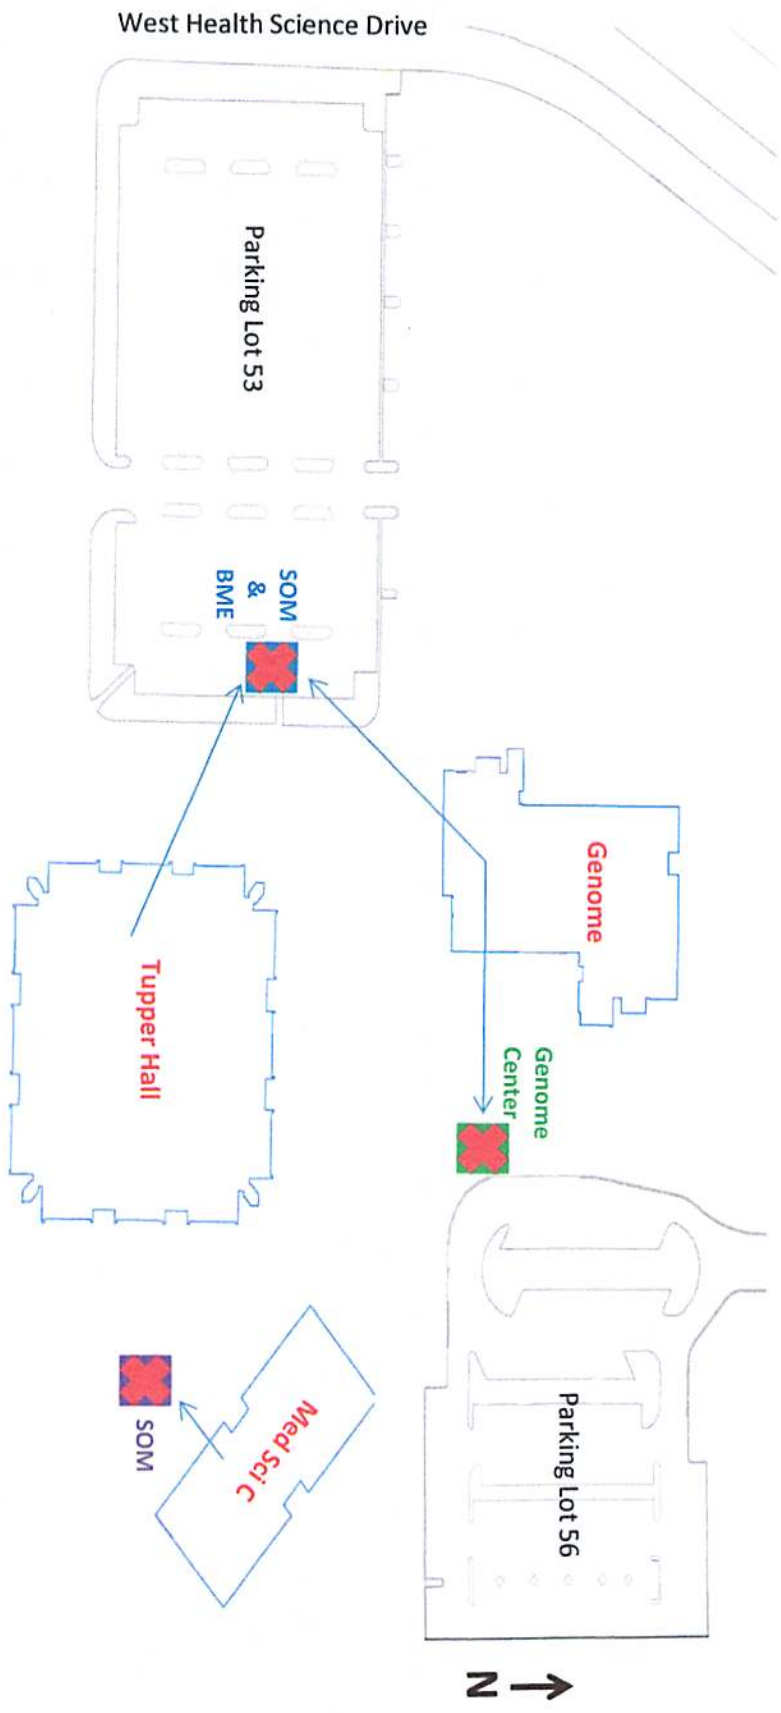 West Health Science Drive
Parking Lot 53
SOM
&
BME
Genome
Tupper Hall
Genome
Center
Med Sci C
SOM
Parking Lot 56
N